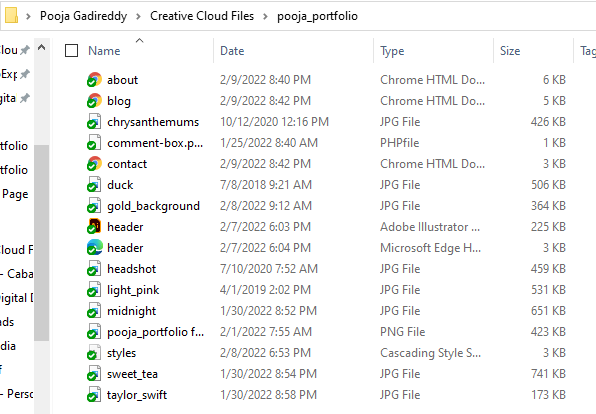 Pooja Gadireddy > Creative Cloud Files > pooja_portfolio
Name Date Type Size Tag
about 2/9/2022 8:40 PM Chrome HTML Do... 6 KB
blog 2/9/2022 8:42 PM Chrome HTML Do... 5 KB
chrysanthemums 10/12/2020 12:16 PM JPG File 426 KB
comment-box.p... 1/25/2022 8:40 AM PHPfile 1 KB
contact 2/9/2022 8:42 PM Chrome HTML Do... 3 KB
duck 7/8/2018 9:21 AM JPG File 506 KB
gold_background 2/8/2022 9:12 AM JPG File 364 KB
header 2/7/2022 6:03 PM Adobe Illustrator ... 225 KB
header 2/7/2022 6:04 PM Microsoft Edge H... 3 KB
headshot 7/10/2020 7:52 AM JPG File 459 KB
light_pink 4/1/2019 2:02 PM JPG File 531 KB
midnight 1/30/2022 8:52 PM JPG File 651 KB
pooja_portfolio f... 2/1/2022 7:55 AM PNG File 423 KB
styles 2/8/2022 6:53 PM Cascading Style S... 3 KB
sweet_tea 1/30/2022 8:54 PM JPG File 741 KB
taylor_swift 1/30/2022 8:58 PM JPG File 173 KB
Clou
Exp
gita
tfolio
rtfolio
Page
Cloud F
- Caba
Digital D
nds
dia
f
- Persc